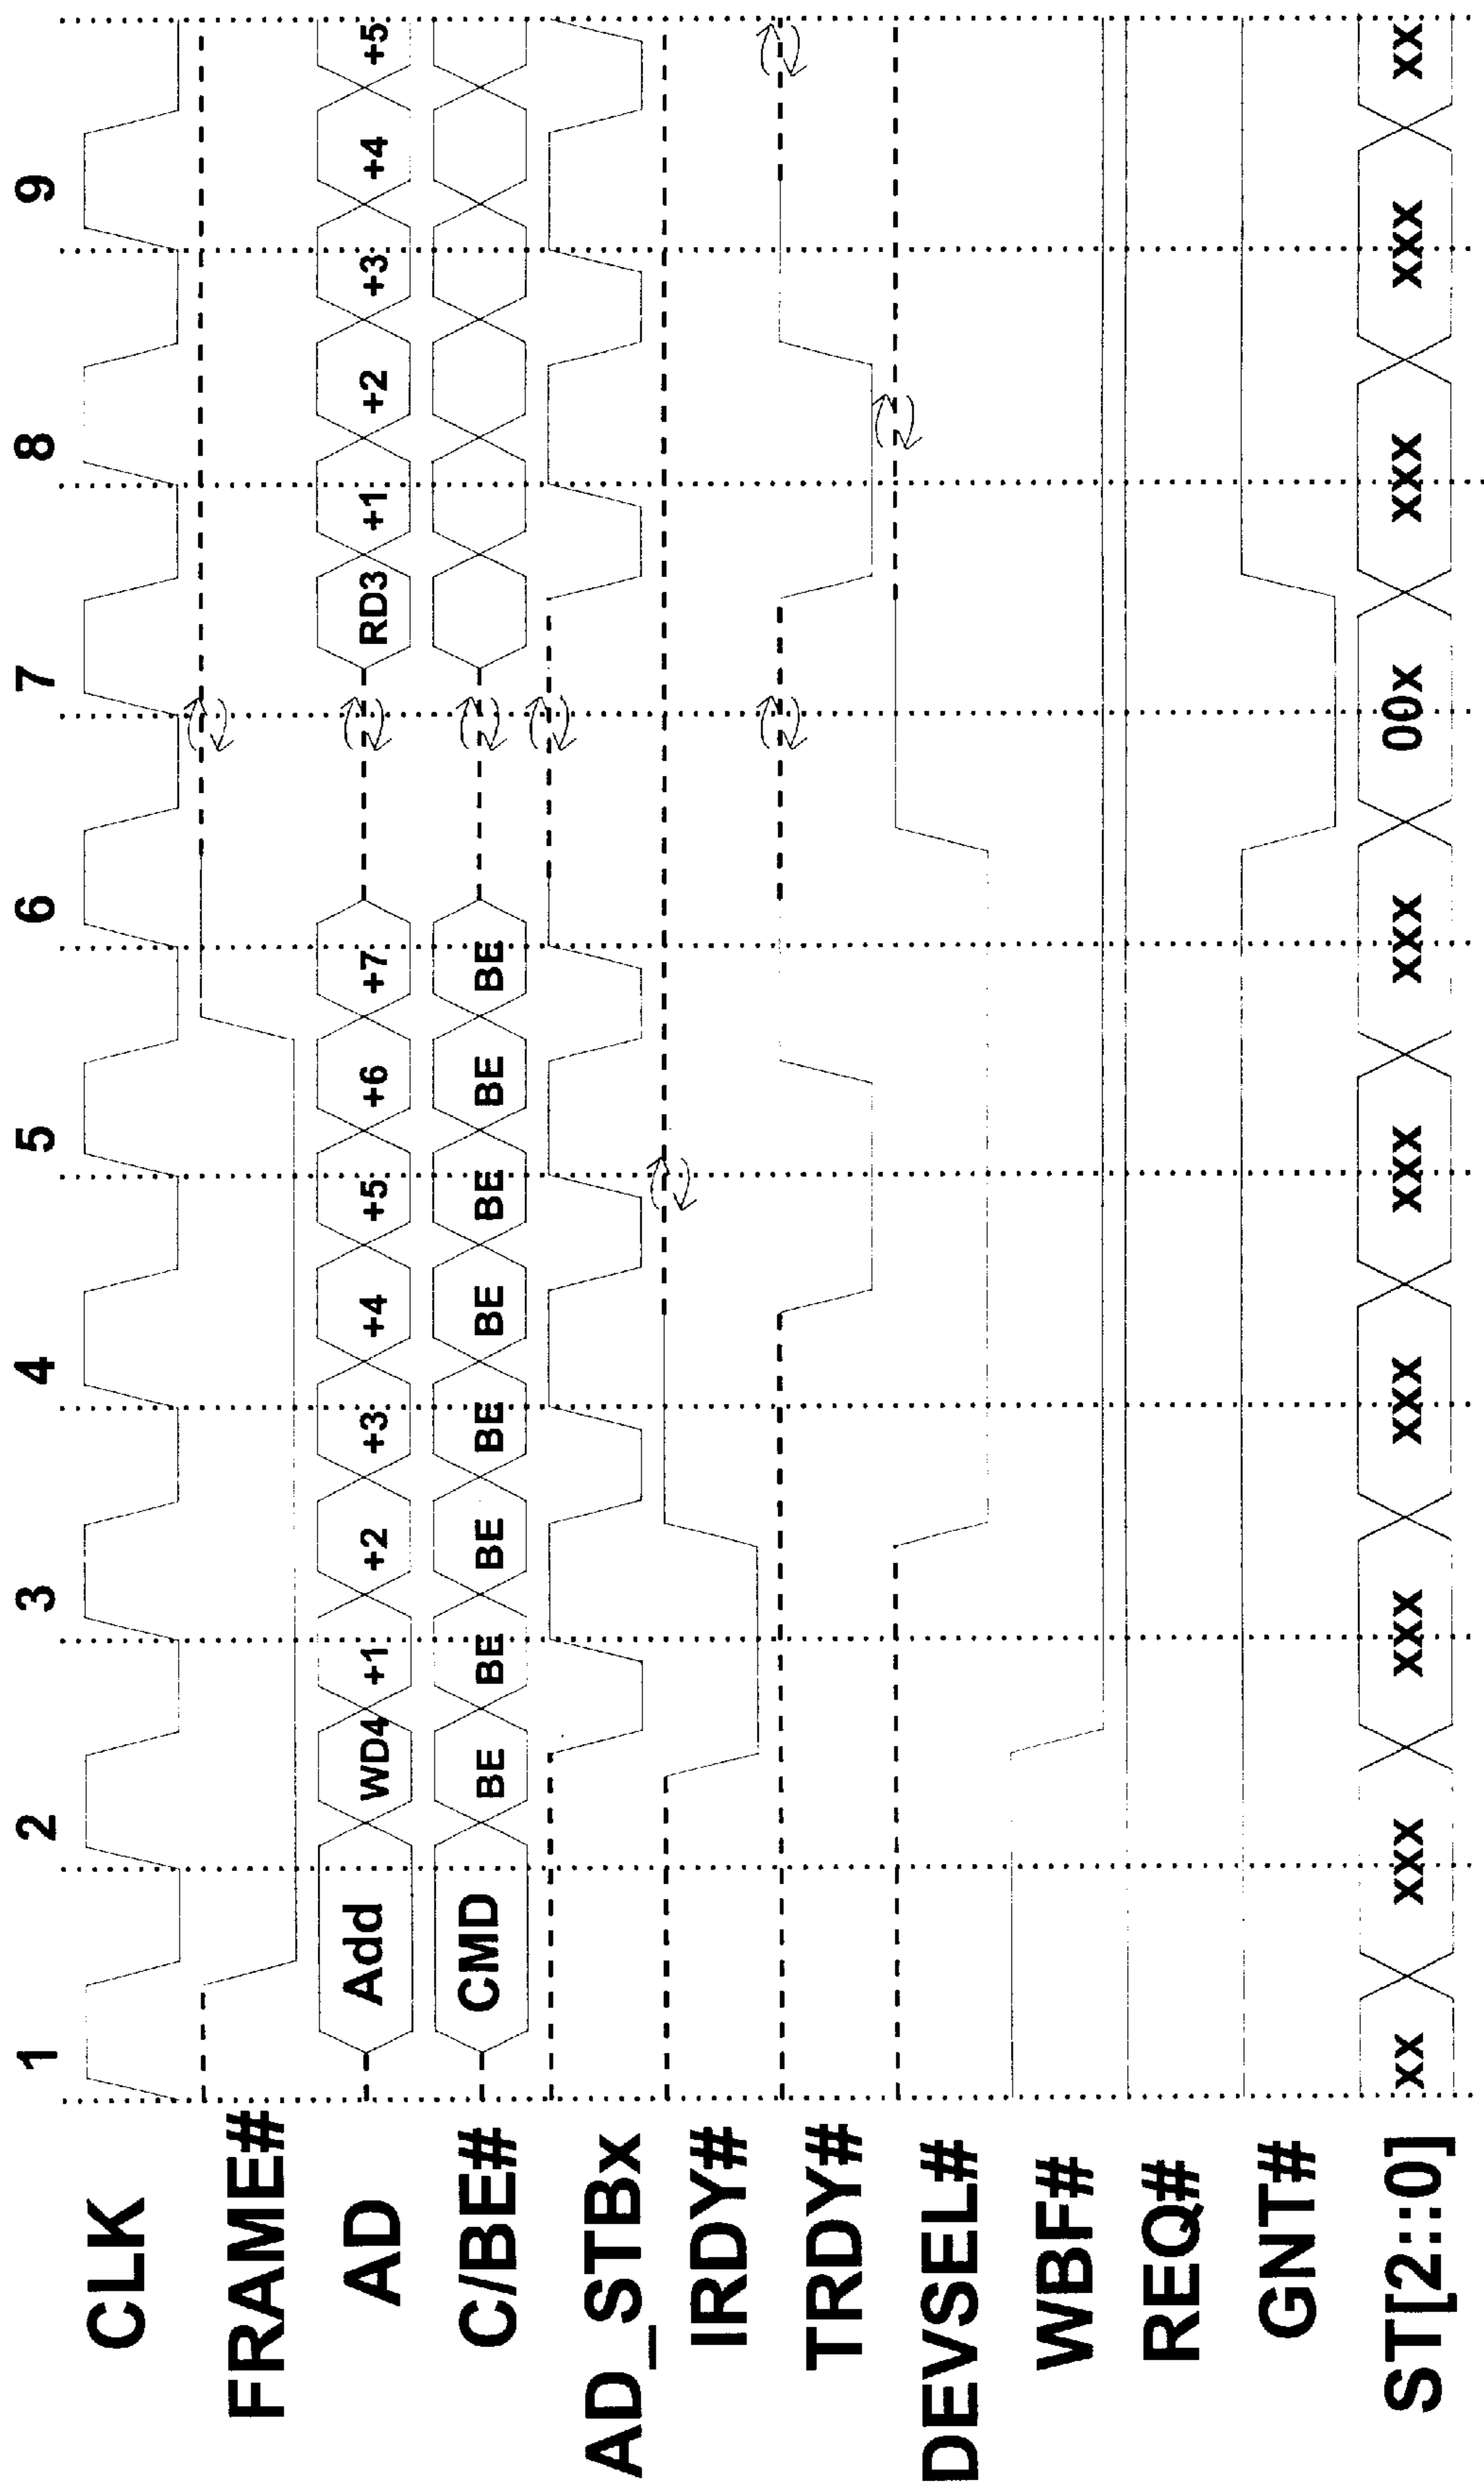 1 2 3 4 5 6 7 8 9
CLK
FRAME#
AD Add WD4 +1 +2 +3 +4 +5 +6 +7 RD3 +1 +2 +3 +4 +5
C/BE# CMD BE BE BE BE BE BE BE BE
AD_STBx
IRDY#
TRDY#
DEVSEL#
WBF#
REQ#
GNT#
ST[2::0] xx xxx xxx xxx xxx xxx xxx 00x xxx xxx xx